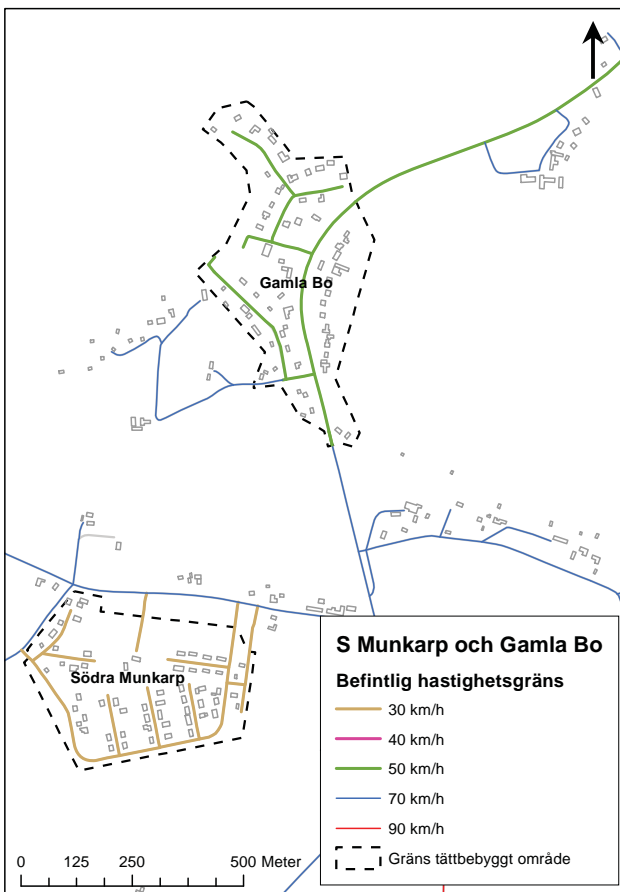 Gamla Bo
Södra Munkarp
S Munkarp och Gamla Bo
Befintlig hastighetsgräns
30 km/h
40 km/h
50 km/h
70 km/h
90 km/h
Gräns tättbebyggt område
0 125 250 500 Meter